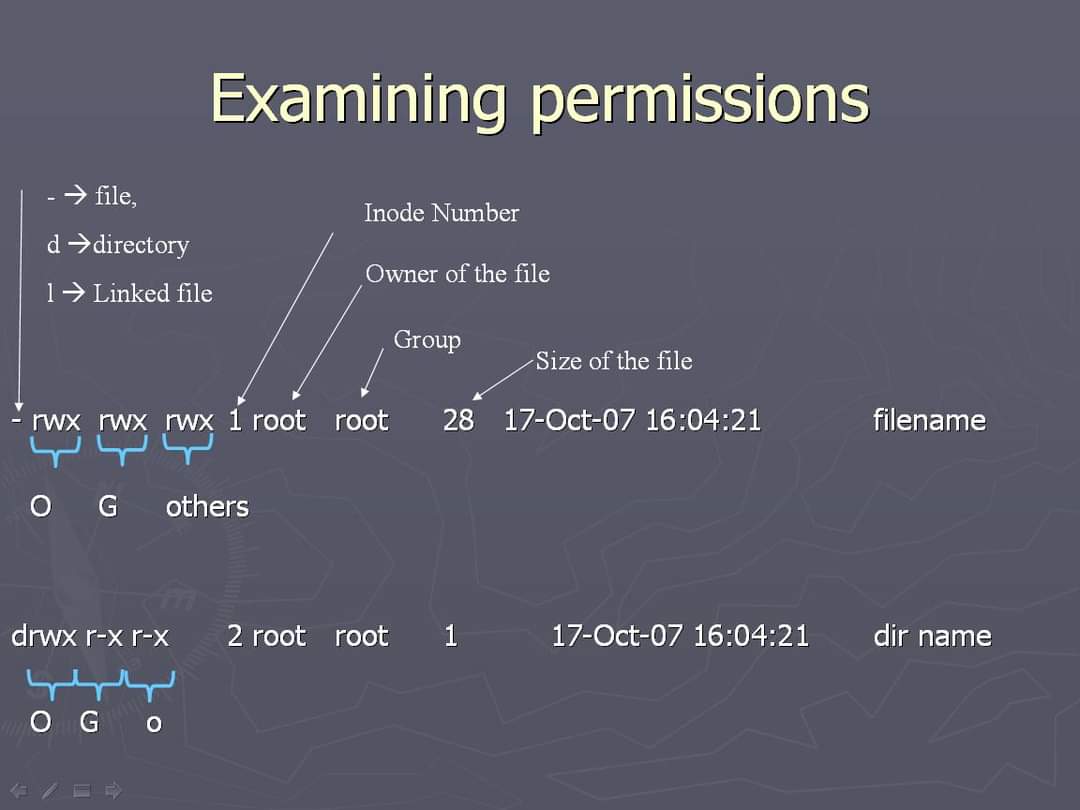 Examining permissions
- → file,
d →directory
l → Linked file
Inode Number
Owner of the file
Group
Size of the file
- rwx rwx rwx 1 root root 28 17-Oct-07 16:04:21 filename
O G others
drwx r-x r-x 2 root root 1 17-Oct-07 16:04:21 dir name
O G o